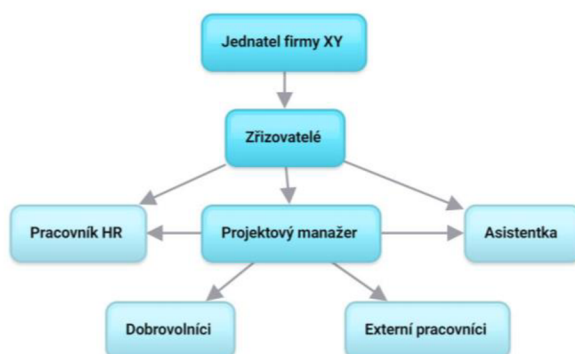 Jednatel firmy XY
Zřizovatelé
Pracovník HR
Projektový manažer
Asistentka
Dobrovolníci
Externí pracovníci